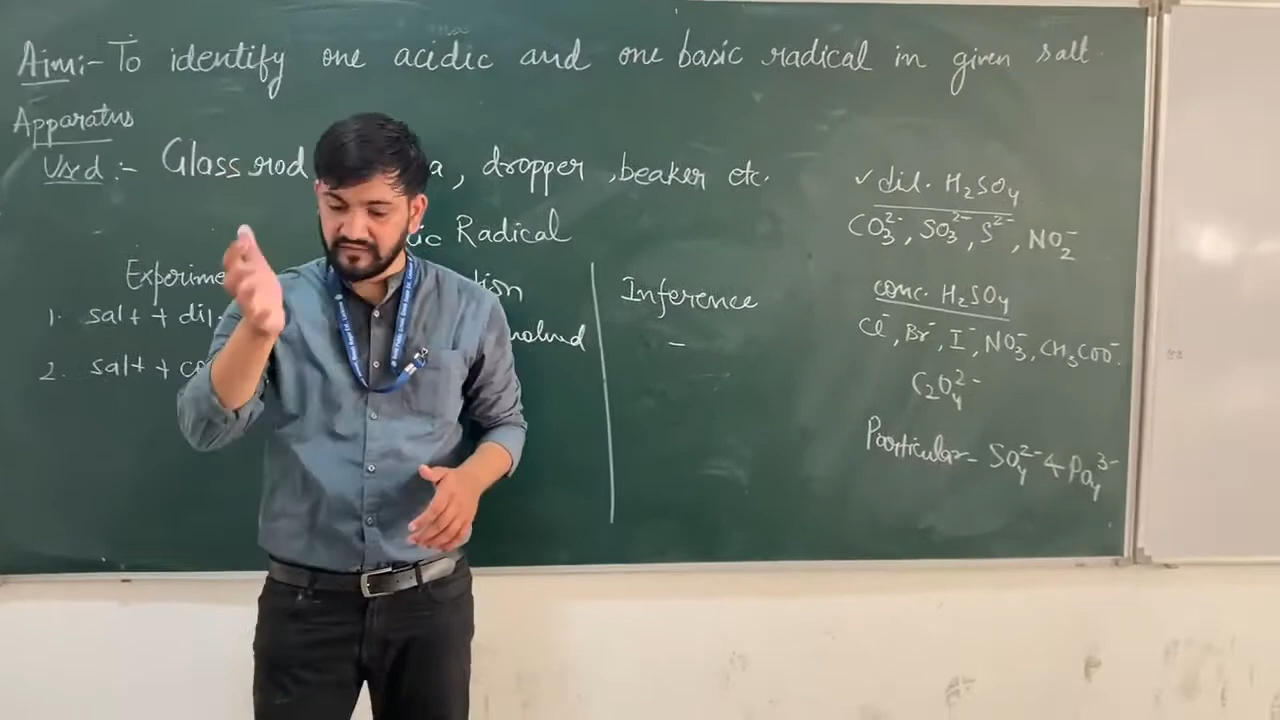 Aim:- To identify one acidic and one basic radical in given salt.
Apparatus
Used :- Glass rod a, dropper, beaker etc.
ic Radical
Experime tion Inference
1. salt + dil. evolved -
2. salt + co
✓ dil. H₂SO₄
CO₃²⁻, SO₃²⁻, S²⁻, NO₂⁻
conc. H₂SO₄
Cl⁻, Br⁻, I⁻, NO₃⁻, CH₃COO⁻.
C₂O₄²⁻
Particular - SO₄²⁻ & PO₄³⁻